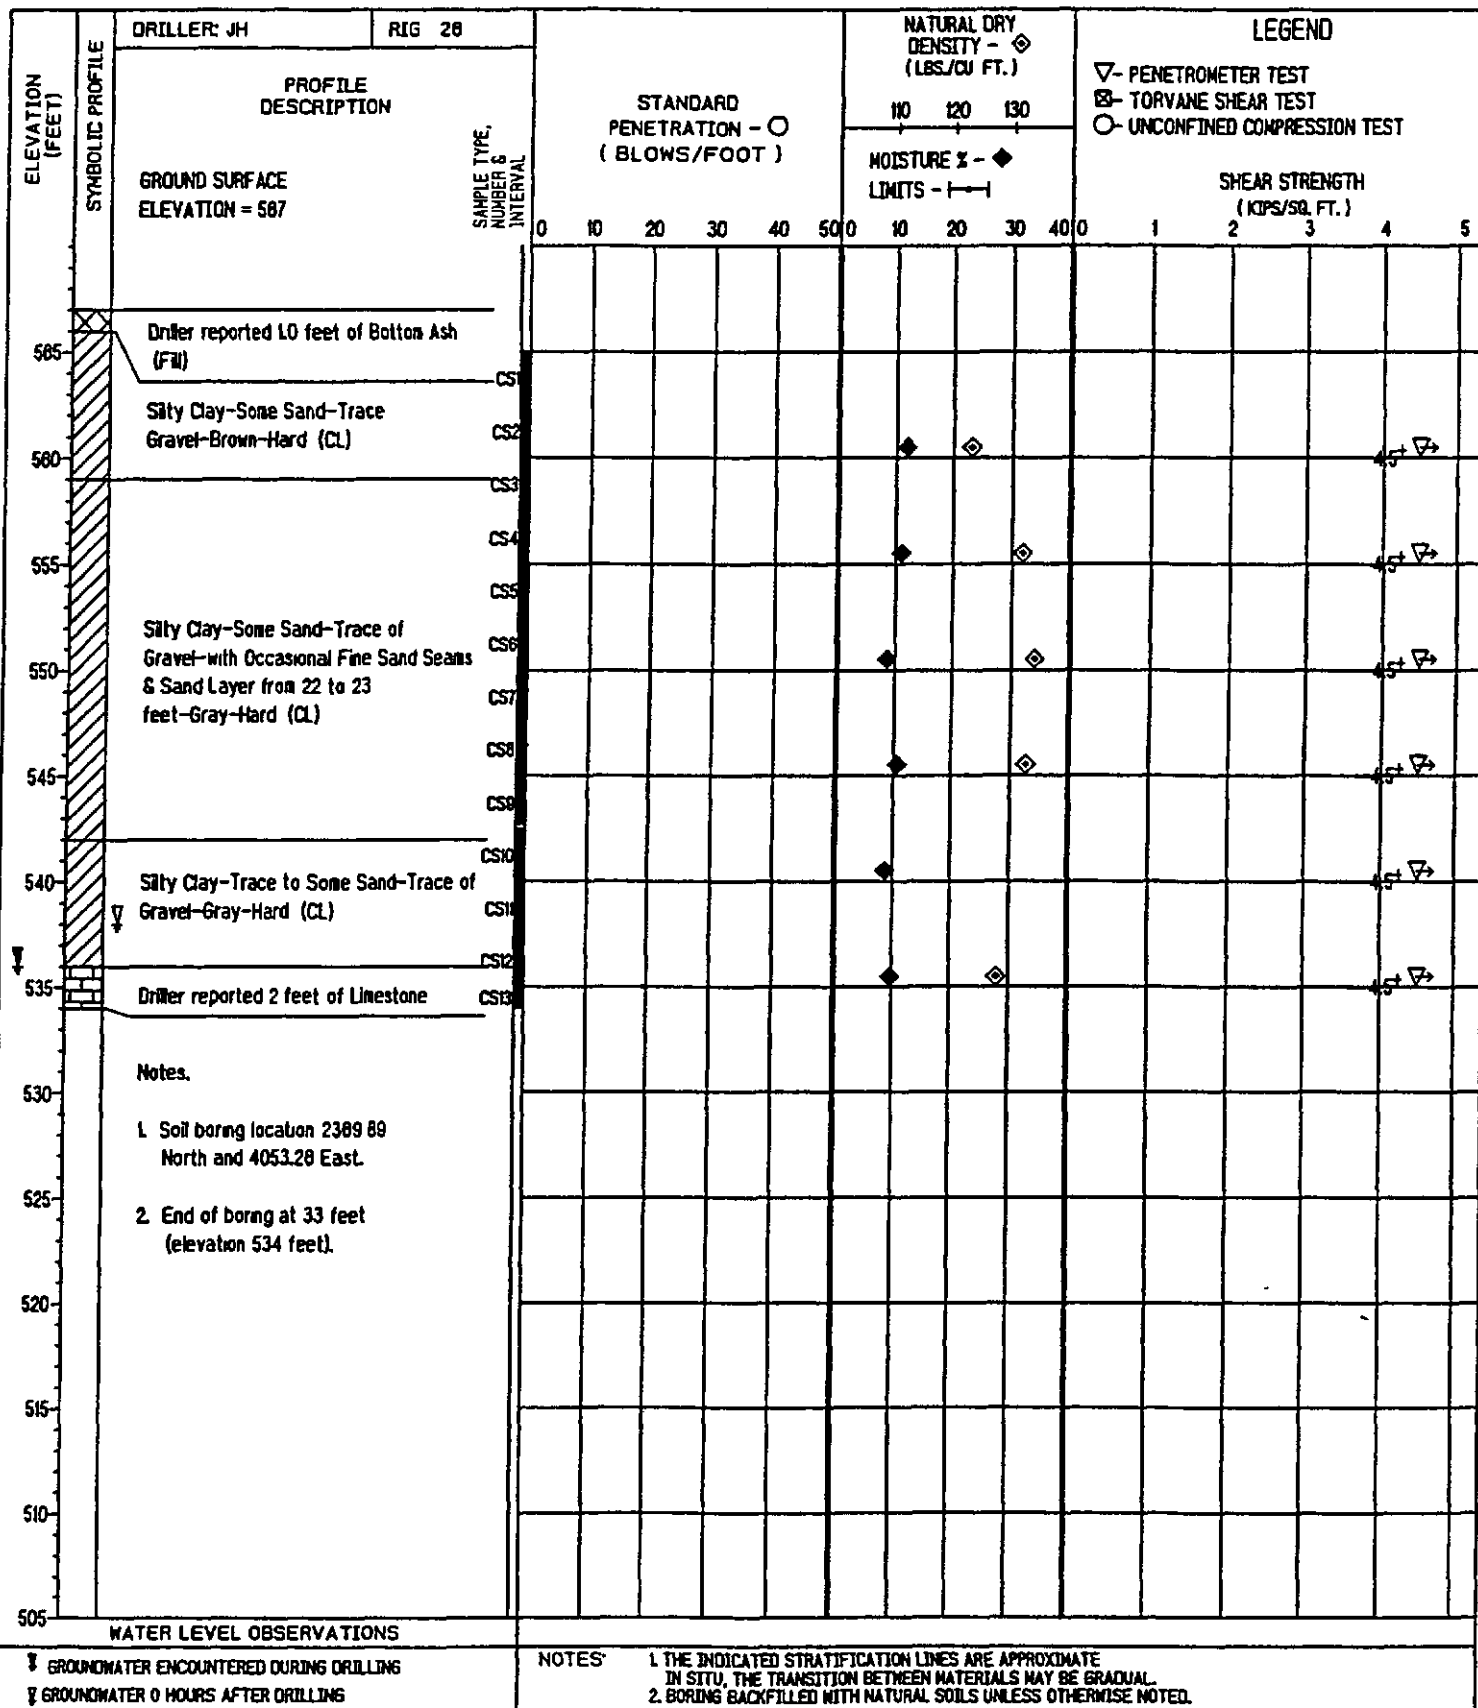 DRILLER: JH
RIG 28
ELEVATION
(FEET)
SYMBOLIC PROFILE
PROFILE
DESCRIPTION
GROUND SURFACE
ELEVATION = 567
SAMPLE TYPE,
NUMBER &
INTERVAL
STANDARD
PENETRATION - O
( BLOWS/FOOT )
0 10 20 30 40 50
NATURAL DRY
DENSITY -
(LBS./CU FT.)
110 120 130
MOISTURE % - ◆
LIMITS -
0 10 20 30 40
LEGEND
▽- PENETROMETER TEST
⊠- TORVANE SHEAR TEST
O- UNCONFINED COMPRESSION TEST
SHEAR STRENGTH
( KIPS/SQ. FT.)
0 1 2 3 4 5
Driller reported 1.0 feet of Bottom Ash
(Fill)
565
CS1
Silty Clay-Some Sand-Trace
Gravel-Brown-Hard (CL)
CS2
560
4.5+
CS3
CS4
555
4.5+
CS5
Silty Clay-Some Sand-Trace of
Gravel-with Occasional Fine Sand Seams
& Sand Layer from 22 to 23
feet-Gray-Hard (CL)
CS6
550
4.5+
CS7
CS8
545
4.5+
CS9
CS10
540
4.5+
Silty Clay-Trace to Some Sand-Trace of
Gravel-Gray-Hard (CL)
CS11
CS12
535
4.5+
Driller reported 2 feet of Limestone
CS13
Notes.
530
1. Soil boring location 2389 89
North and 4053.28 East.
525
2. End of boring at 33 feet
(elevation 534 feet).
520
515
510
505
WATER LEVEL OBSERVATIONS
GROUNDWATER ENCOUNTERED DURING DRILLING
GROUNDWATER 0 HOURS AFTER DRILLING
NOTES
1. THE INDICATED STRATIFICATION LINES ARE APPROXIMATE
IN SITU, THE TRANSITION BETWEEN MATERIALS MAY BE GRADUAL.
2. BORING BACKFILLED WITH NATURAL SOILS UNLESS OTHERWISE NOTED.